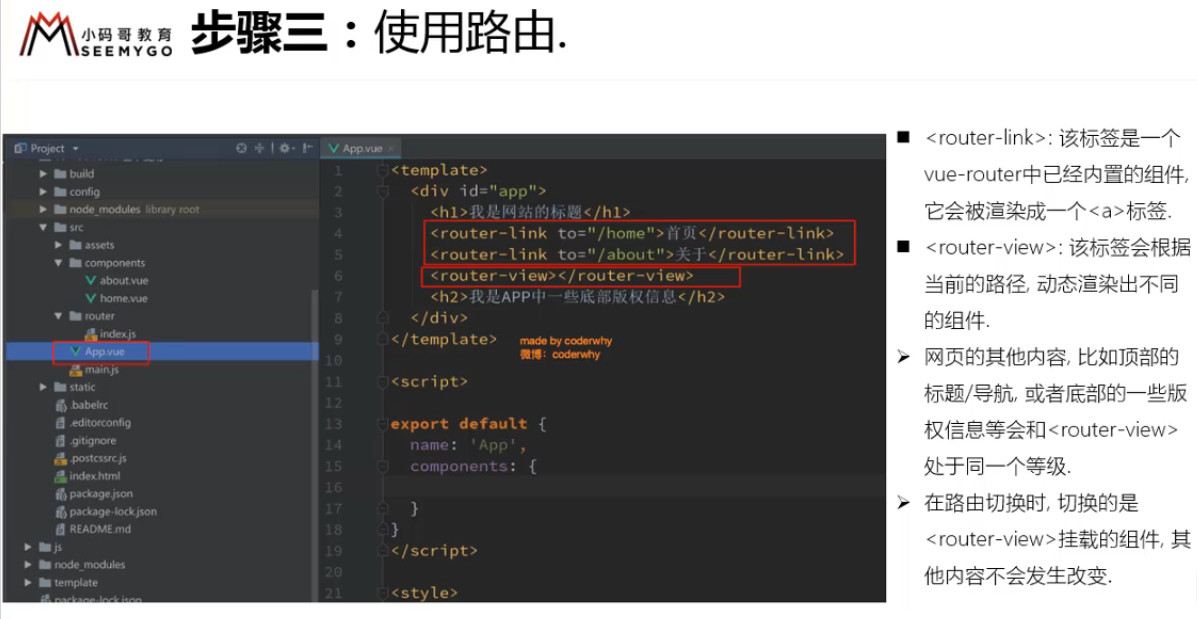 小码哥教育
SEEMYGO
步骤三：使用路由.
Project
build
config
node_modules library root
src
assets
components
about.vue
home.vue
router
index.js
App.vue
main.js
static
.babelrc
.editorconfig
.gitignore
.postcssrc.js
index.html
package.json
package-lock.json
README.md
js
node_modules
template
package-lock.json
App.vue
1 <template>
2 <div id="app">
3 <h1>我是网站的标题</h1>
4 <router-link to="/home">首页</router-link>
5 <router-link to="/about">关于</router-link>
6 <router-view></router-view>
7 <h2>我是APP中一些底部版权信息</h2>
8 </div>
9 </template>
10
11 <script>
12
13 export default {
14 name: 'App',
15 components: {
16
17 }
18 }
19 </script>
20
21 <style>
made by coderwhy
微博：coderwhy
<router-link>: 该标签是一个
vue-router中已经内置的组件,
它会被渲染成一个<a>标签.
<router-view>: 该标签会根据
当前的路径, 动态渲染出不同
的组件.
网页的其他内容, 比如顶部的
标题/导航, 或者底部的一些版
权信息等会和<router-view>
处于同一个等级.
在路由切换时, 切换的是
<router-view>挂载的组件, 其
他内容不会发生改变.